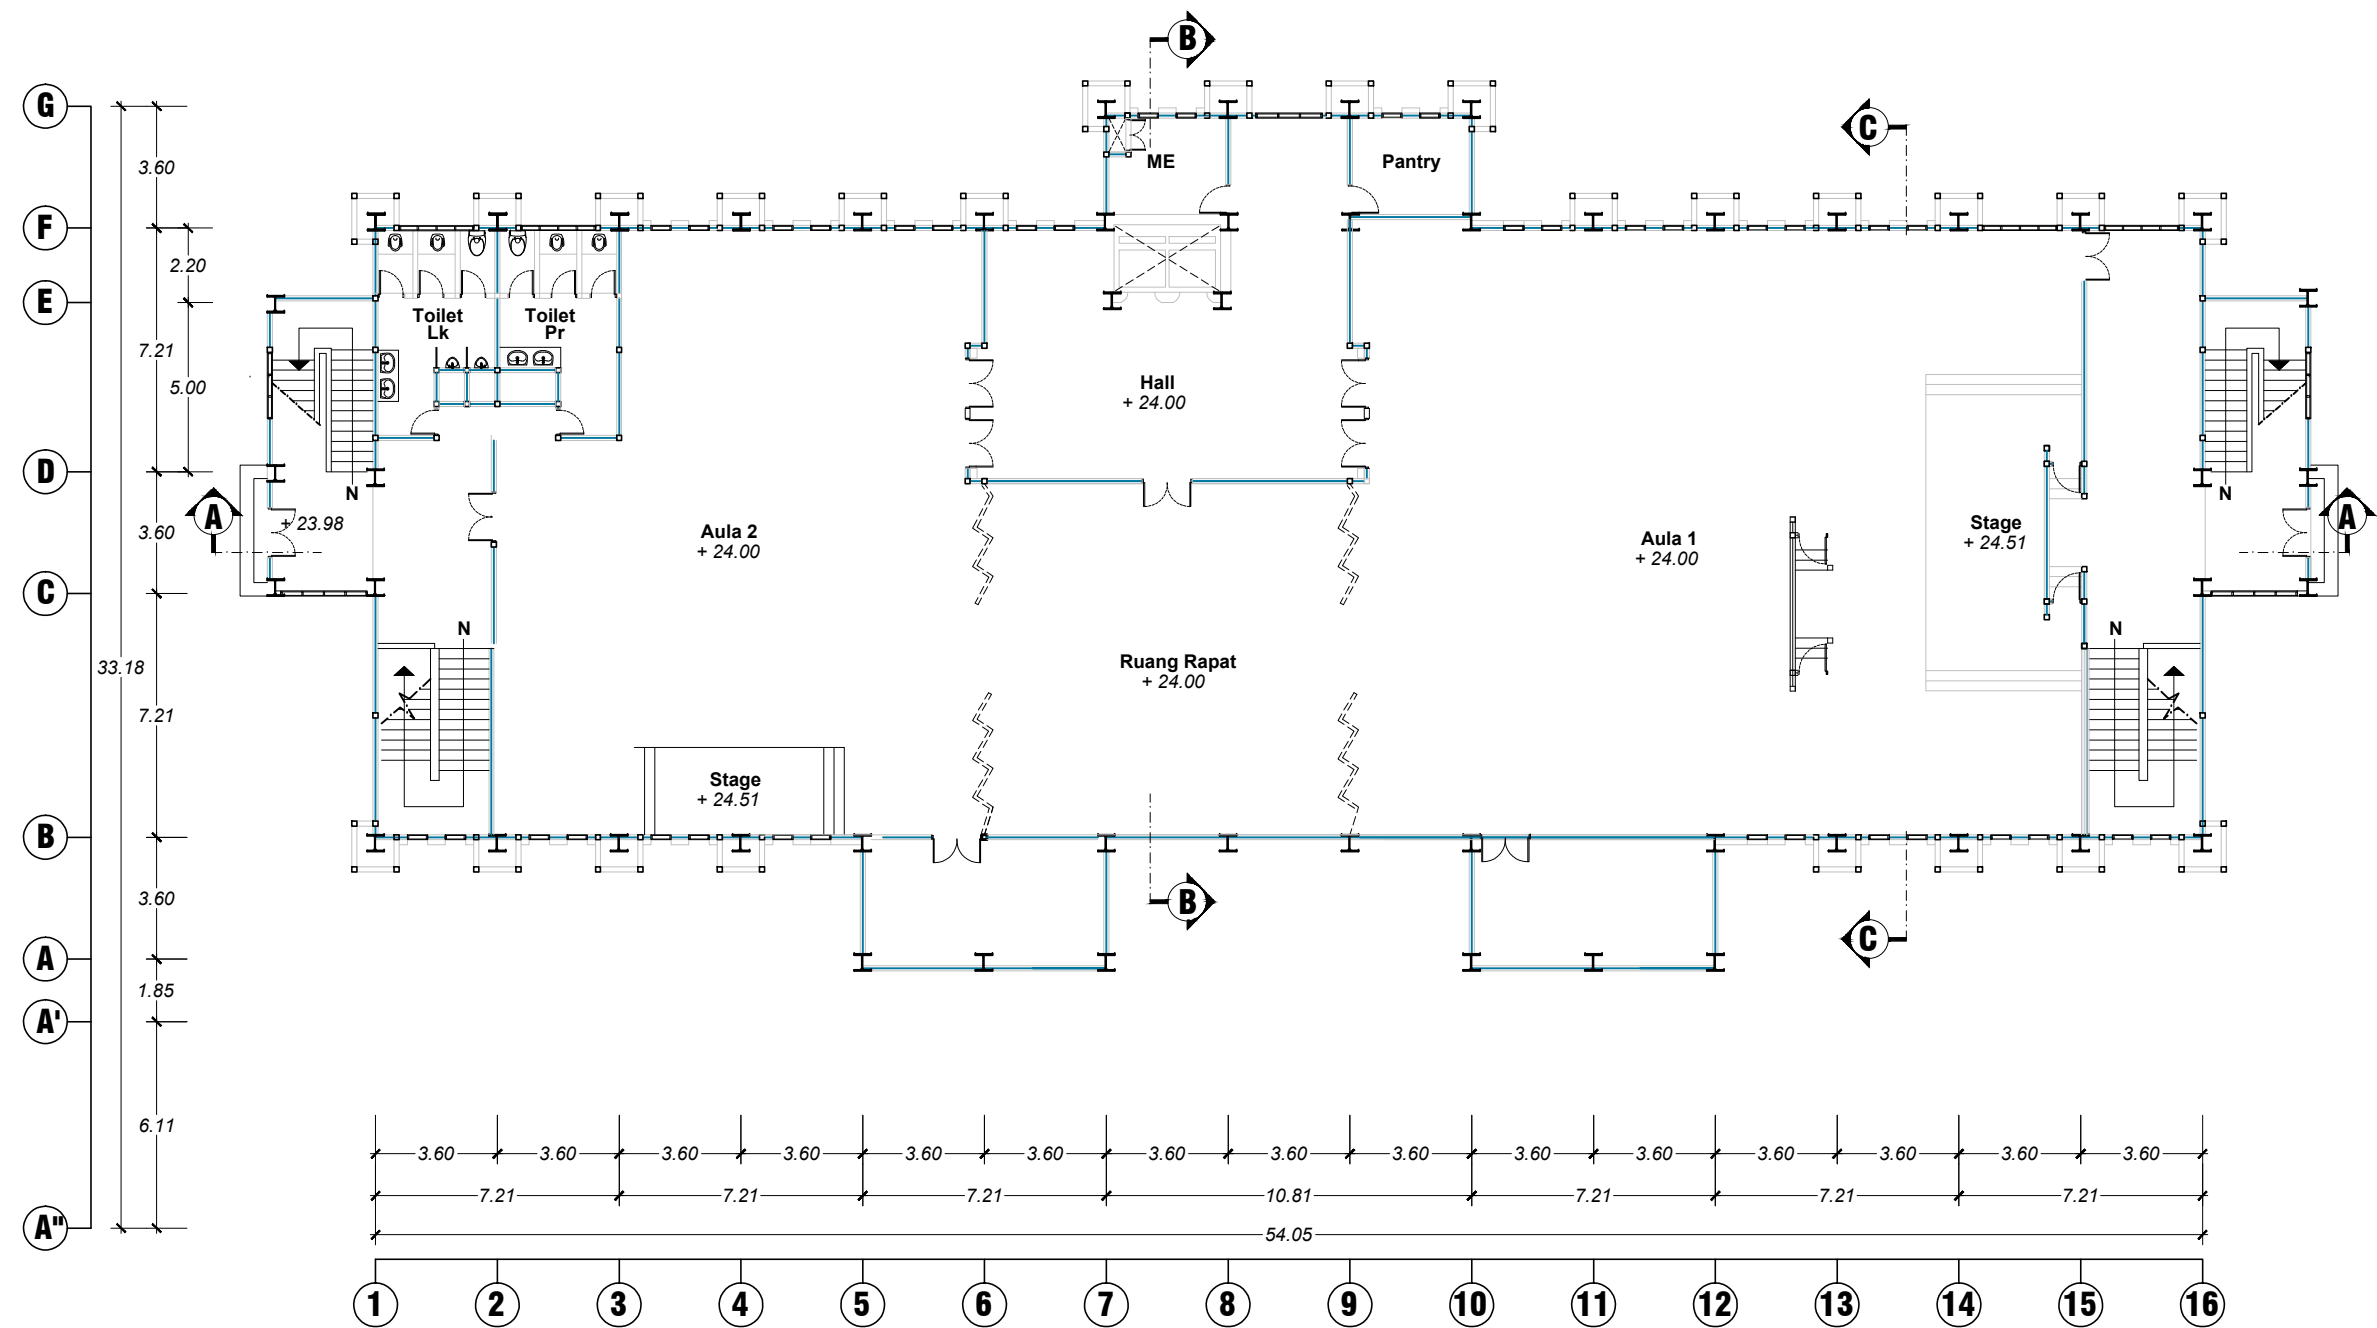 B
G
C
3.60
ME
Pantry
F
2.20
E
Toilet
Lk
Toilet
Pr
7.21
5.00
Hall
+ 24.00
D
N
N
A
+ 23.98
3.60
Aula 2
+ 24.00
Aula 1
+ 24.00
Stage
+ 24.51
A
C
N
N
33.18
Ruang Rapat
+ 24.00
7.21
Stage
+ 24.51
B
3.60
B
C
A
1.85
A'
6.11
3.60 3.60 3.60 3.60 3.60 3.60 3.60 3.60 3.60 3.60 3.60 3.60 3.60 3.60 3.60
7.21 7.21 7.21 10.81 7.21 7.21 7.21
A"
54.05
1 2 3 4 5 6 7 8 9 10 11 12 13 14 15 16